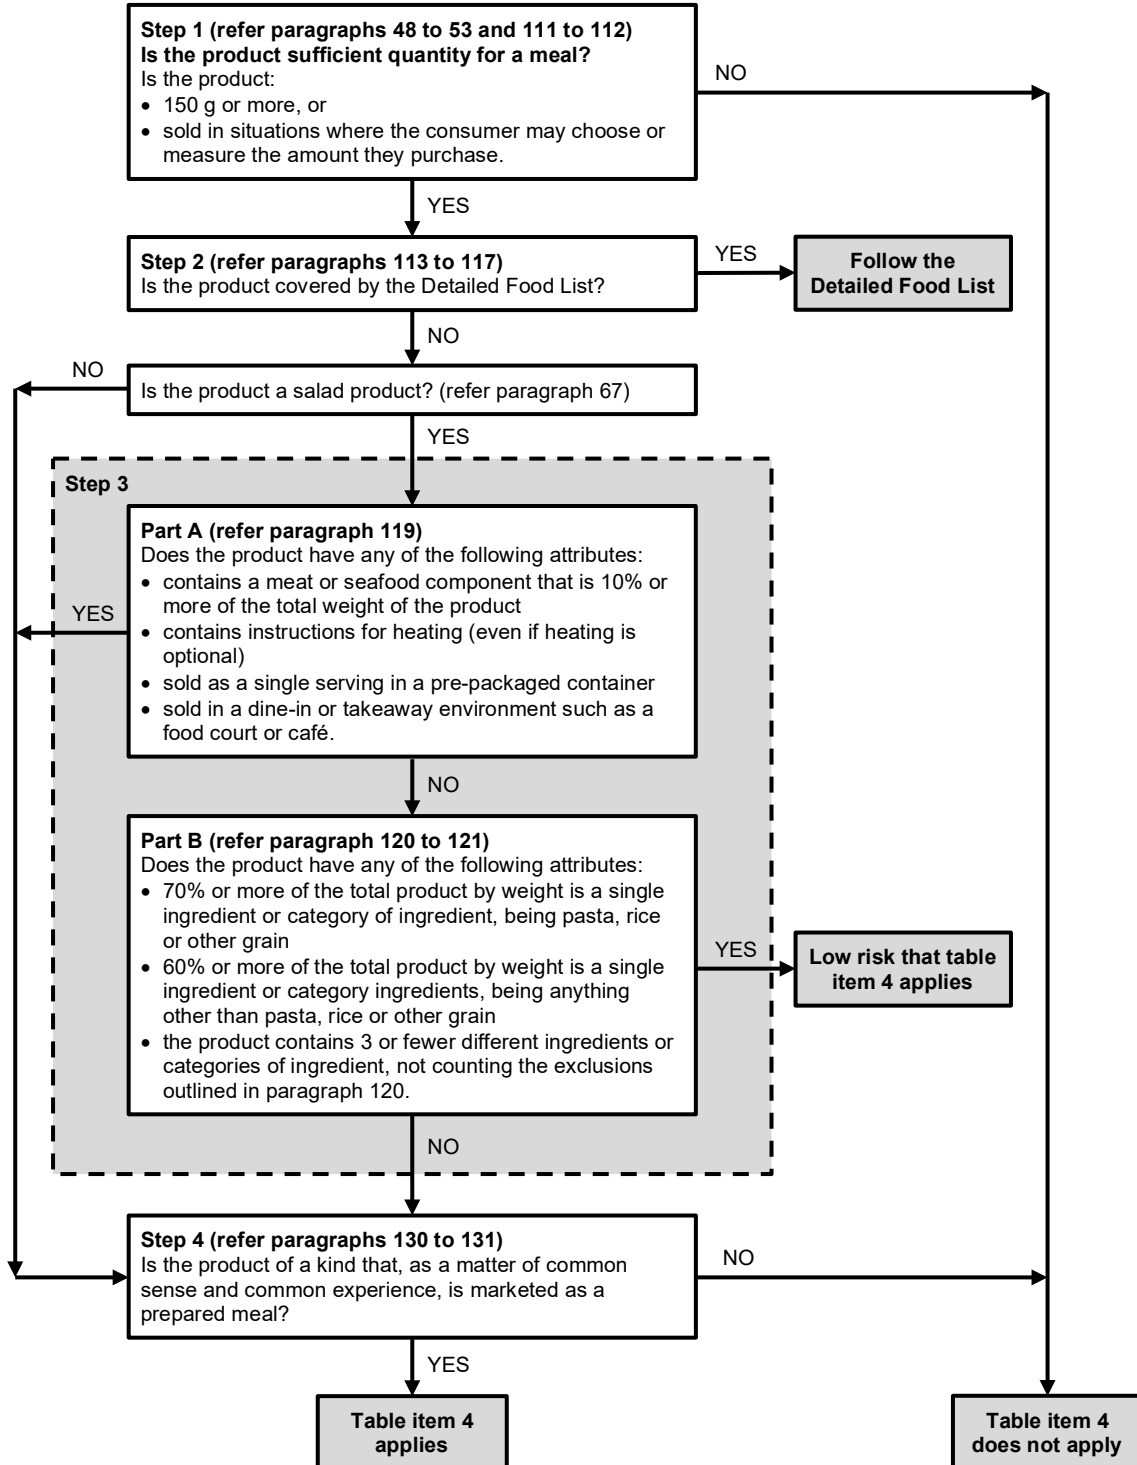 Step 1 (refer paragraphs 48 to 53 and 111 to 112)
Is the product sufficient quantity for a meal?
Is the product:
• 150 g or more, or
• sold in situations where the consumer may choose or
measure the amount they purchase.
NO
YES
Step 2 (refer paragraphs 113 to 117)
Is the product covered by the Detailed Food List?
YES
Follow the
Detailed Food List
NO
NO
Is the product a salad product? (refer paragraph 67)
YES
Step 3
Part A (refer paragraph 119)
Does the product have any of the following attributes:
• contains a meat or seafood component that is 10% or
more of the total weight of the product
• contains instructions for heating (even if heating is
optional)
• sold as a single serving in a pre-packaged container
• sold in a dine-in or takeaway environment such as a
food court or café.
YES
NO
Part B (refer paragraph 120 to 121)
Does the product have any of the following attributes:
• 70% or more of the total product by weight is a single
ingredient or category of ingredient, being pasta, rice
or other grain
• 60% or more of the total product by weight is a single
ingredient or category ingredients, being anything
other than pasta, rice or other grain
• the product contains 3 or fewer different ingredients or
categories of ingredient, not counting the exclusions
outlined in paragraph 120.
YES
Low risk that table
item 4 applies
NO
Step 4 (refer paragraphs 130 to 131)
Is the product of a kind that, as a matter of common
sense and common experience, is marketed as a
prepared meal?
NO
YES
Table item 4
applies
Table item 4
does not apply